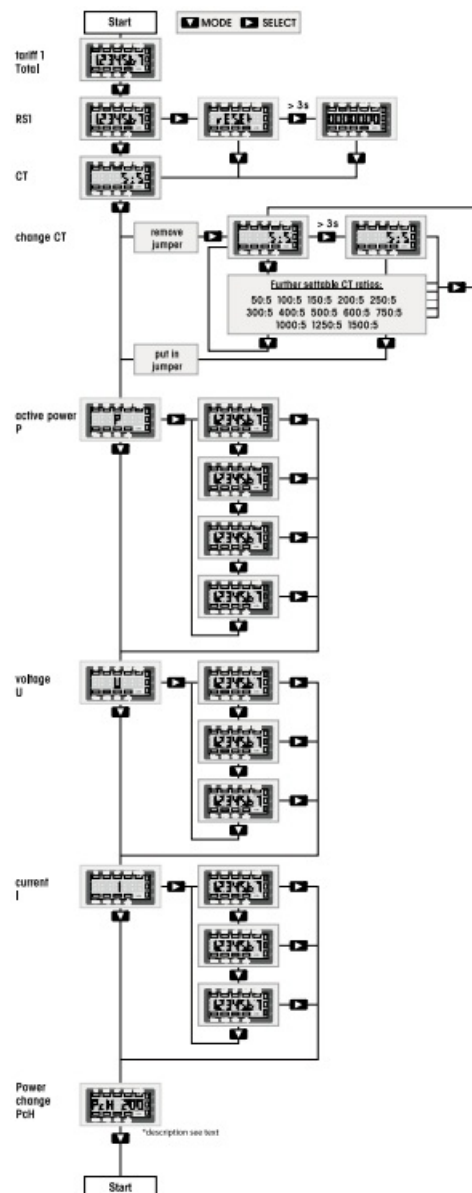 Start
MODE SELECT
tariff 1
Total
1234567
RS1
1234567
rESEt
> 3s
0000000
CT
5:5
change CT
remove
jumper
5:5
> 3s
5:5
Further settable CT ratios:
50:5 100:5 150:5 200:5 250:5
300:5 400:5 500:5 600:5 750:5
1000:5 1250:5 1500:5
put in
jumper
active power
P
P
1234567
1234567
1234567
1234567
voltage
U
U
1234567
1234567
1234567
current
I
I
1234567
1234567
1234567
Power
change
PcH
PcH 200
*description see text
Start